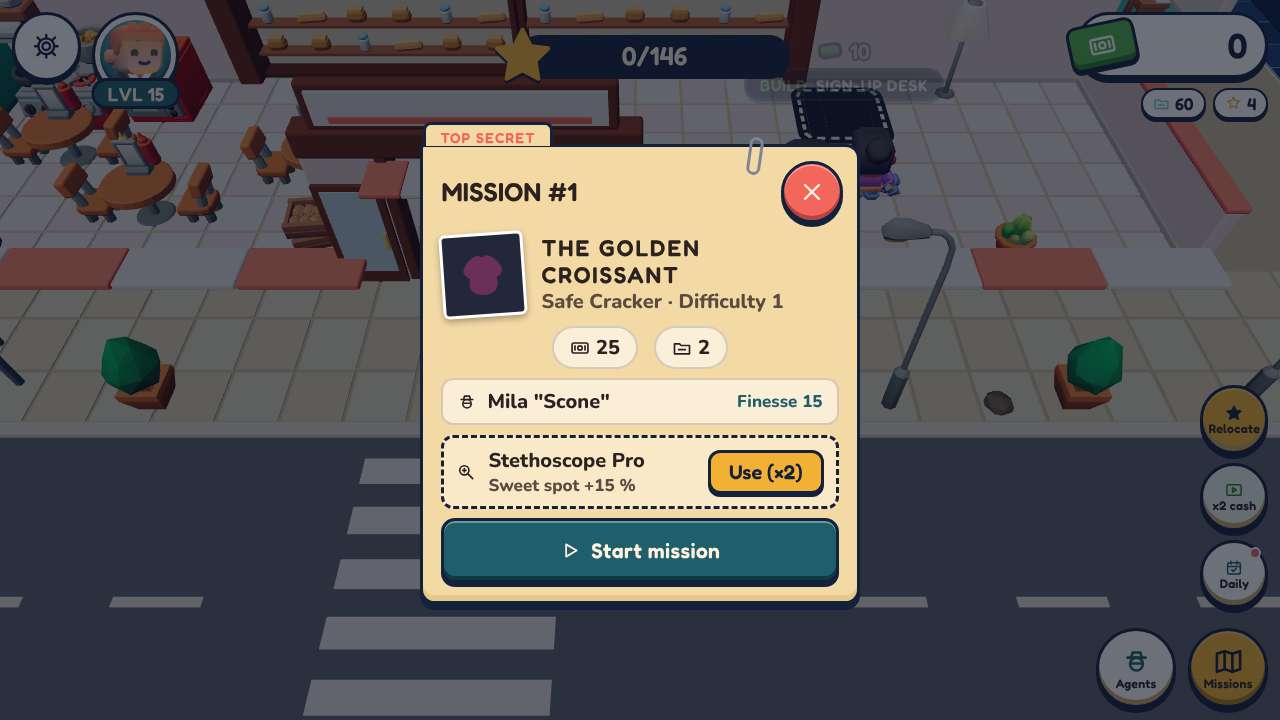 0/146
10
BUILD SIGN-UP DESK
0
LVL 15
60
4
TOP SECRET
MISSION #1
THE GOLDEN
CROISSANT
Safe Cracker · Difficulty 1
25
2
Mila "Scone"
Finesse 15
Stethoscope Pro
Sweet spot +15 %
Use (x2)
Start mission
Relocate
x2 cash
Daily
Agents
Missions